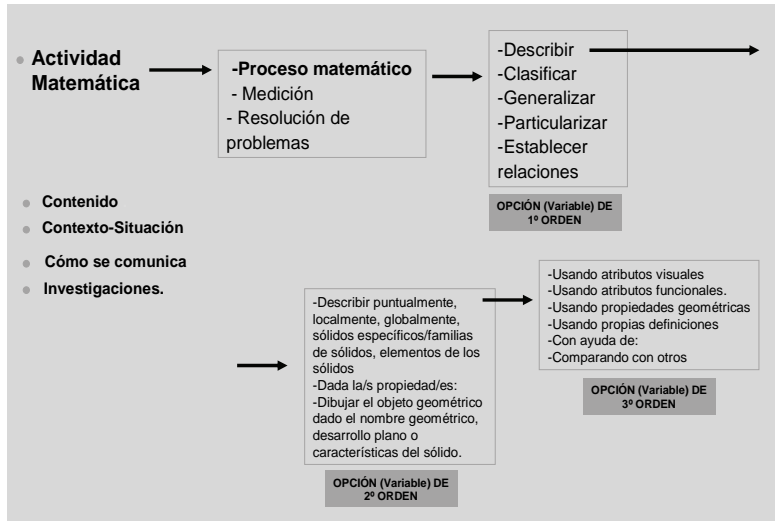 Actividad
Matemática
-Proceso matemático
- Medición
- Resolución de
problemas
-Describir
-Clasificar
-Generalizar
-Particularizar
-Establecer
relaciones
OPCIÓN (Variable) DE
1º ORDEN
Contenido
Contexto-Situación
Cómo se comunica
Investigaciones.
-Describir puntualmente,
localmente, globalmente,
sólidos específicos/familias
de sólidos, elementos de los
sólidos
-Dada la/s propiedad/es:
-Dibujar el objeto geométrico
dado el nombre geométrico,
desarrollo plano o
características del sólido.
OPCIÓN (Variable) DE
2º ORDEN
-Usando atributos visuales
-Usando atributos funcionales.
-Usando propiedades geométricas
-Usando propias definiciones
-Con ayuda de:
-Comparando con otros
OPCIÓN (Variable) DE
3º ORDEN